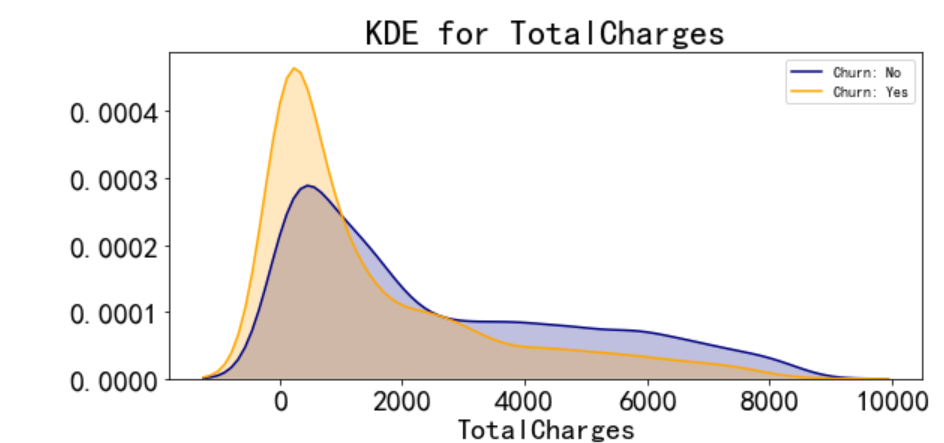 KDE for TotalCharges
Churn: No
Churn: Yes
0.0004
0.0003
0.0002
0.0001
0.0000
0 2000 4000 6000 8000 10000
TotalCharges